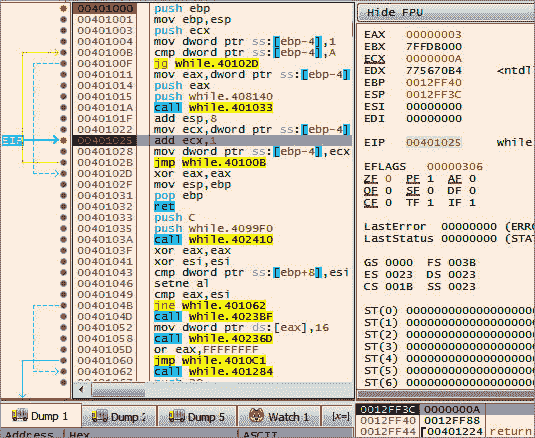 Hide FPU
00401000 push ebp
00401001 mov ebp,esp
00401003 push ecx
00401004 mov dword ptr ss:[ebp-4],1
0040100B cmp dword ptr ss:[ebp-4],A
0040100F jg while.40102D
00401011 mov eax,dword ptr ss:[ebp-4]
00401014 push eax
00401015 push while.408140
0040101A call while.401033
0040101F add esp,8
00401022 mov ecx,dword ptr ss:[ebp-4]
EIP 00401025 add ecx,1
00401028 mov dword ptr ss:[ebp-4],ecx
0040102B jmp while.40100B
0040102D xor eax,eax
0040102F mov esp,ebp
00401031 pop ebp
00401032 ret
00401033 push C
00401035 push while.4099F0
0040103A call while.402410
0040103F xor eax,eax
00401041 xor esi,esi
00401043 cmp dword ptr ss:[ebp+8],esi
00401046 setne al
00401049 cmp eax,esi
0040104B jne while.401062
0040104D call while.4023BF
00401052 mov dword ptr ds:[eax],16
00401058 call while.40236D
0040105D or eax,FFFFFFFF
00401060 jmp while.4010C1
00401062 call while.401284
EAX 00000003
EBX 7FFDB000
ECX 0000000A
EDX 775670B4 <ntdl
EBP 0012FF40
ESP 0012FF3C
ESI 00000000
EDI 00000000
EIP 00401025 while
EFLAGS 00000306
ZF 0 PF 1 AF 0
OF 0 SF 0 DF 0
CF 0 TF 1 IF 1
LastError 00000000 (ERRO
LastStatus 00000000 (STAT
GS 0000 FS 003B
ES 0023 DS 0023
CS 001B SS 0023
ST(0) 00000000000000000
ST(1) 00000000000000000
ST(2) 00000000000000000
ST(3) 00000000000000000
ST(4) 00000000000000000
ST(5) 00000000000000000
ST(6) 00000000000000000
Dump 1 Dump 2 Dump 5 Watch 1 [x=]
Address Hex ASCII
0012FF3C 0000000A
0012FF40 0012FF88
0012FF44 00401224 return